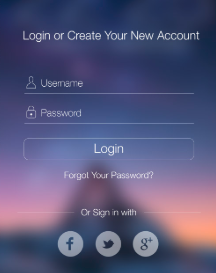 Login or Create Your New Account
Username
Password
Login
Forgot Your Password?
Or Sign in with
f
g+